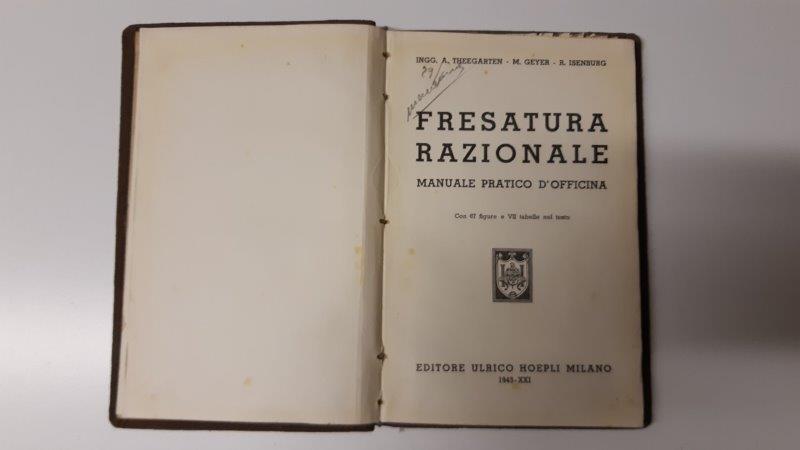 INGG. A. THEEGARTEN - M. GEYER - R. ISENBURG
79
FRESATURA
RAZIONALE
MANUALE PRATICO D'OFFICINA
Con 67 figure e VII tabelle nel testo
EDITORE ULRICO HOEPLI MILANO
1943-XXI